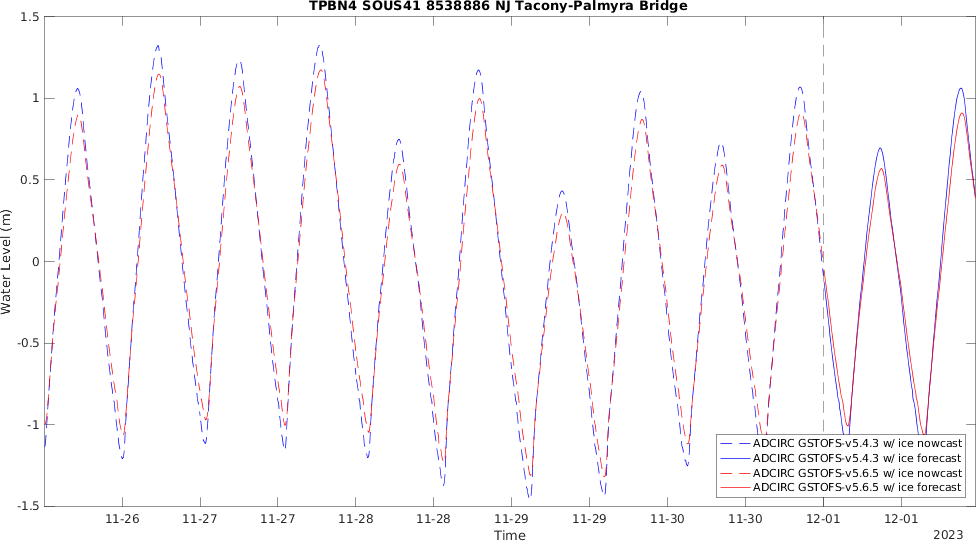 TPBN4 SOUS41 8538886 NJ Tacony-Palmyra Bridge
1.5
1
0.5
0
-0.5
-1
-1.5
Water Level (m)
11-26
11-27
11-27
11-28
11-28
11-29
11-29
11-30
11-30
12-01
12-01
Time
2023
ADCIRC GSTOFS-v5.4.3 w/ ice nowcast
ADCIRC GSTOFS-v5.4.3 w/ ice forecast
ADCIRC GSTOFS-v5.6.5 w/ ice nowcast
ADCIRC GSTOFS-v5.6.5 w/ ice forecast